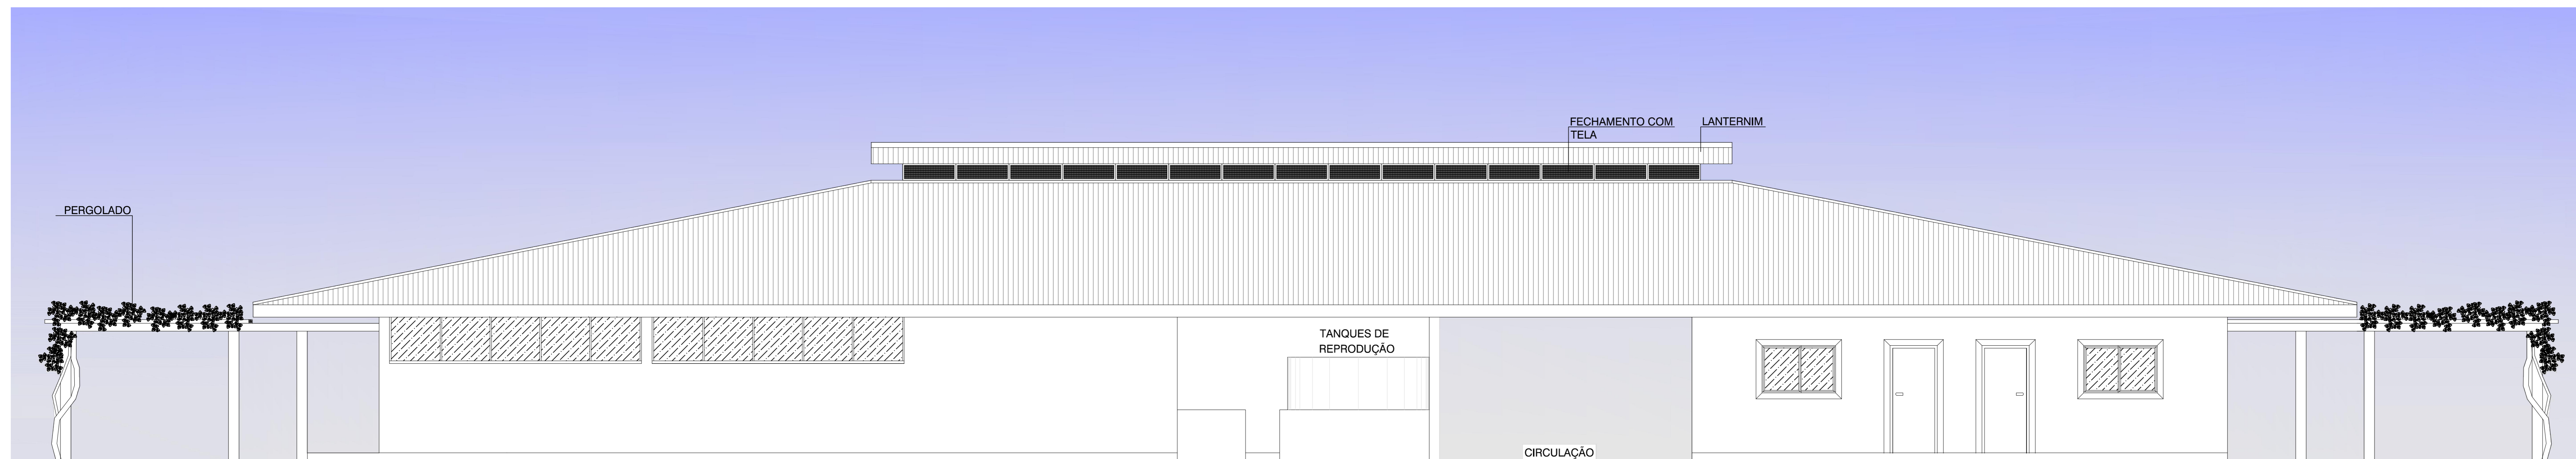 FECHAMENTO COM
TELA
LANTERNIM
PERGOLADO
TANQUES DE
REPRODUÇÃO
CIRCULAÇÃO